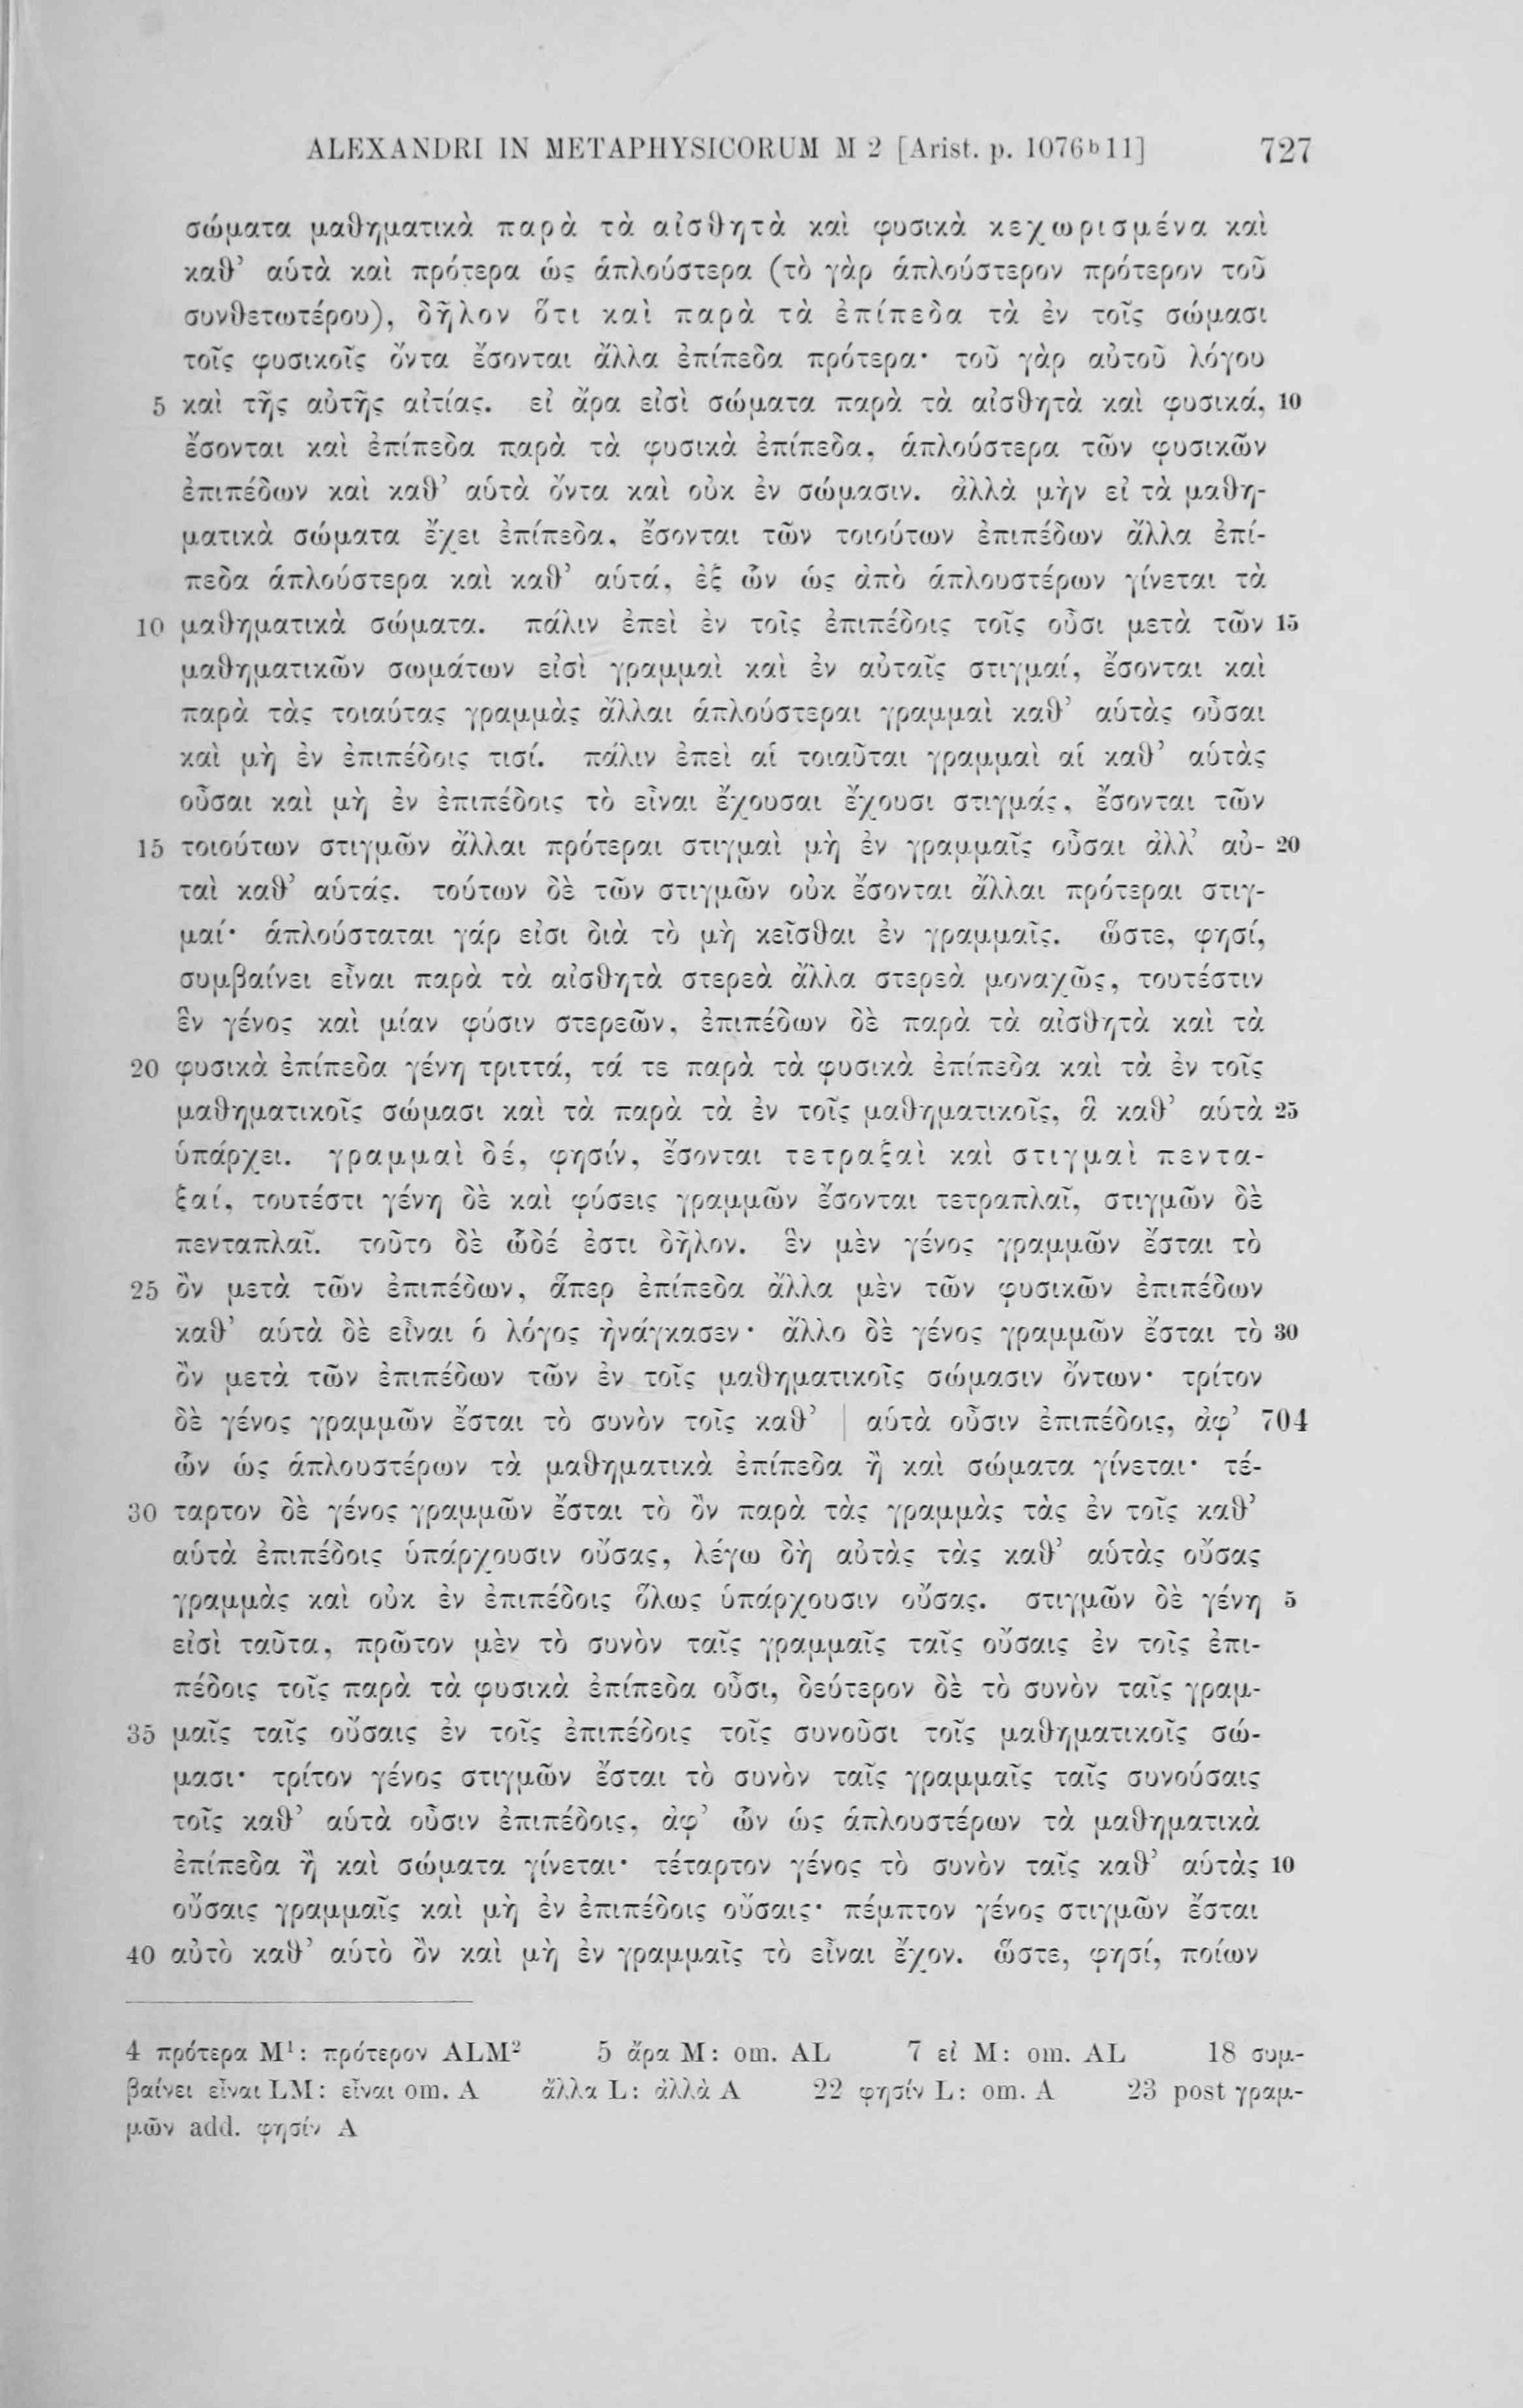 ALEXANDRI IN METAPHYSICORUM M 2 [Arist. p. 1076ᵇ11] 727
σώματα μαθηματικὰ παρὰ τὰ αἰσθητὰ καὶ φυσικὰ κεχωρισμένα καὶ
καθ’ αὑτὰ καὶ πρότερα ὡς ἁπλούστερα (τὸ γὰρ ἁπλούστερον πρότερον τοῦ
συνθετωτέρου), δῆλον ὅτι καὶ παρὰ τὰ ἐπίπεδα τὰ ἐν τοῖς σώμασι
τοῖς φυσικοῖς ὄντα ἔσονται ἄλλα ἐπίπεδα πρότερα· τοῦ γὰρ αὐτοῦ λόγου
5 καὶ τῆς αὐτῆς αἰτίας. εἰ ἄρα εἰσὶ σώματα παρὰ τὰ αἰσθητὰ καὶ φυσικά, 10
ἔσονται καὶ ἐπίπεδα παρὰ τὰ φυσικὰ ἐπίπεδα, ἁπλούστερα τῶν φυσικῶν
ἐπιπέδων καὶ καθ’ αὑτὰ ὄντα καὶ οὐκ ἐν σώμασιν. ἀλλὰ μὴν εἰ τὰ μαθη-
ματικὰ σώματα ἔχει ἐπίπεδα, ἔσονται τῶν τοιούτων ἐπιπέδων ἄλλα ἐπί-
πεδα ἁπλούστερα καὶ καθ’ αὑτά, ἐξ ὧν ὡς ἀπὸ ἁπλουστέρων γίνεται τὰ
10 μαθηματικὰ σώματα. πάλιν ἐπεὶ ἐν τοῖς ἐπιπέδοις τοῖς οὖσι μετὰ τῶν 15
μαθηματικῶν σωμάτων εἰσὶ γραμμαὶ καὶ ἐν αὐταῖς στιγμαί, ἔσονται καὶ
παρὰ τὰς τοιαύτας γραμμὰς ἄλλαι ἁπλούστεραι γραμμαὶ καθ’ αὑτὰς οὖσαι
καὶ μὴ ἐν ἐπιπέδοις τισί. πάλιν ἐπεὶ αἱ τοιαῦται γραμμαὶ αἱ καθ’ αὑτὰς
οὖσαι καὶ μὴ ἐν ἐπιπέδοις τὸ εἶναι ἔχουσαι ἔχουσι στιγμάς, ἔσονται τῶν
15 τοιούτων στιγμῶν ἄλλαι πρότεραι στιγμαὶ μὴ ἐν γραμμαῖς οὖσαι ἀλλ’ αὐ- 20
ταὶ καθ’ αὑτάς. τούτων δὲ τῶν στιγμῶν οὐκ ἔσονται ἄλλαι πρότεραι στιγ-
μαί· ἁπλούσταται γάρ εἰσι διὰ τὸ μὴ κεῖσθαι ἐν γραμμαῖς. ὥστε, φησί,
συμβαίνει εἶναι παρὰ τὰ αἰσθητὰ στερεὰ ἄλλα στερεὰ μοναχῶς, τουτέστιν
ἓν γένος καὶ μίαν φύσιν στερεῶν, ἐπιπέδων δὲ παρὰ τὰ αἰσθητὰ καὶ τὰ
20 φυσικὰ ἐπίπεδα γένη τριττά, τά τε παρὰ τὰ φυσικὰ ἐπίπεδα καὶ τὰ ἐν τοῖς
μαθηματικοῖς σώμασι καὶ τὰ παρὰ τὰ ἐν τοῖς μαθηματικοῖς, ἃ καθ’ αὑτὰ 25
ὑπάρχει. γραμμαὶ δέ, φησίν, ἔσονται τετραξαὶ καὶ στιγμαὶ πεντα-
ξαί, τουτέστι γένη δὲ καὶ φύσεις γραμμῶν ἔσονται τετραπλαῖ, στιγμῶν δὲ
πενταπλαῖ. τοῦτο δὲ ὧδέ ἐστι δῆλον. ἓν μὲν γένος γραμμῶν ἔσται τὸ
25 ὂν μετὰ τῶν ἐπιπέδων, ἅπερ ἐπίπεδα ἄλλα μὲν τῶν φυσικῶν ἐπιπέδων
καθ’ αὑτὰ δὲ εἶναι ὁ λόγος ἠνάγκασεν· ἄλλο δὲ γένος γραμμῶν ἔσται τὸ 30
ὂν μετὰ τῶν ἐπιπέδων τῶν ἐν τοῖς μαθηματικοῖς σώμασιν ὄντων· τρίτον
δὲ γένος γραμμῶν ἔσται τὸ συνὸν τοῖς καθ’ | αὑτὰ οὖσιν ἐπιπέδοις, ἀφ’ 704
ὧν ὡς ἁπλουστέρων τὰ μαθηματικὰ ἐπίπεδα ἢ καὶ σώματα γίνεται· τέ-
30 ταρτον δὲ γένος γραμμῶν ἔσται τὸ ὂν παρὰ τὰς γραμμὰς τὰς ἐν τοῖς καθ’
αὑτὰ ἐπιπέδοις ὑπάρχουσιν οὔσας, λέγω δὴ αὐτὰς τὰς καθ’ αὑτὰς οὔσας
γραμμὰς καὶ οὐκ ἐν ἐπιπέδοις ὅλως ὑπάρχουσιν οὔσας. στιγμῶν δὲ γένη 5
εἰσὶ ταῦτα, πρῶτον μὲν τὸ συνὸν ταῖς γραμμαῖς ταῖς οὔσαις ἐν τοῖς ἐπι-
πέδοις τοῖς παρὰ τὰ φυσικὰ ἐπίπεδα οὖσι, δεύτερον δὲ τὸ συνὸν ταῖς γραμ-
35 μαῖς ταῖς οὔσαις ἐν τοῖς ἐπιπέδοις τοῖς συνοῦσι τοῖς μαθηματικοῖς σώ-
μασι· τρίτον γένος στιγμῶν ἔσται τὸ συνὸν ταῖς γραμμαῖς ταῖς συνούσαις
τοῖς καθ’ αὑτὰ οὖσιν ἐπιπέδοις, ἀφ’ ὧν ὡς ἁπλουστέρων τὰ μαθηματικὰ
ἐπίπεδα ἢ καὶ σώματα γίνεται· τέταρτον γένος τὸ συνὸν ταῖς καθ’ αὑτὰς 10
οὔσαις γραμμαῖς καὶ μὴ ἐν ἐπιπέδοις οὔσαις· πέμπτον γένος στιγμῶν ἔσται
40 αὐτὸ καθ’ αὑτὸ ὂν καὶ μὴ ἐν γραμμαῖς τὸ εἶναι ἔχον. ὥστε, φησί, ποίων
4 πρότερα M¹: πρότερον ALM² 5 ἄρα M: om. AL 7 εἰ M: om. AL 18 συμ-
βαίνει εἶναι LM: εἶναι om. A ἄλλα L: ἀλλὰ A 22 φησίν L: om. A 23 post γραμ-
μῶν add. φησίν A